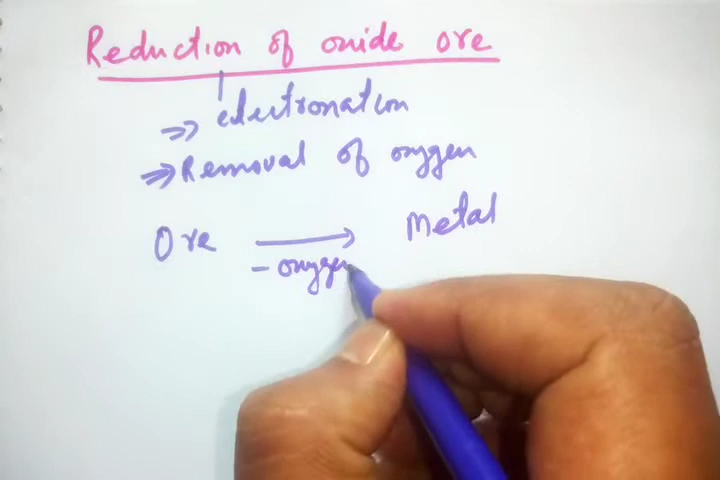 Reduction of oxide ore
⇒ electronation
⇒ Removal of oxygen
Ore → Metal
- oxygen